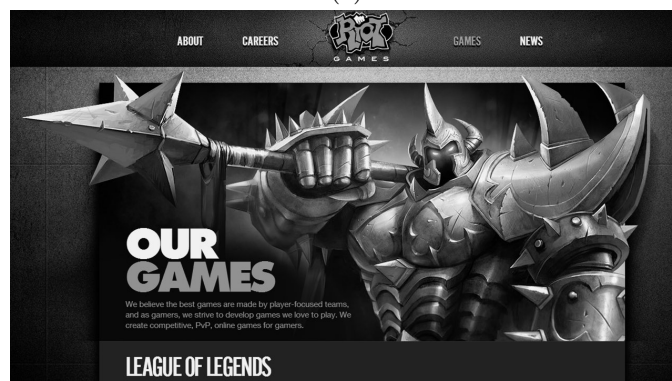 ABOUT
CAREERS
RIOT
GAMES
GAMES
NEWS
OUR
GAMES
We believe the best games are made by player-focused teams,
and as gamers, we strive to develop games we love to play. We
create competitive, PvP, online games for gamers.
LEAGUE OF LEGENDS